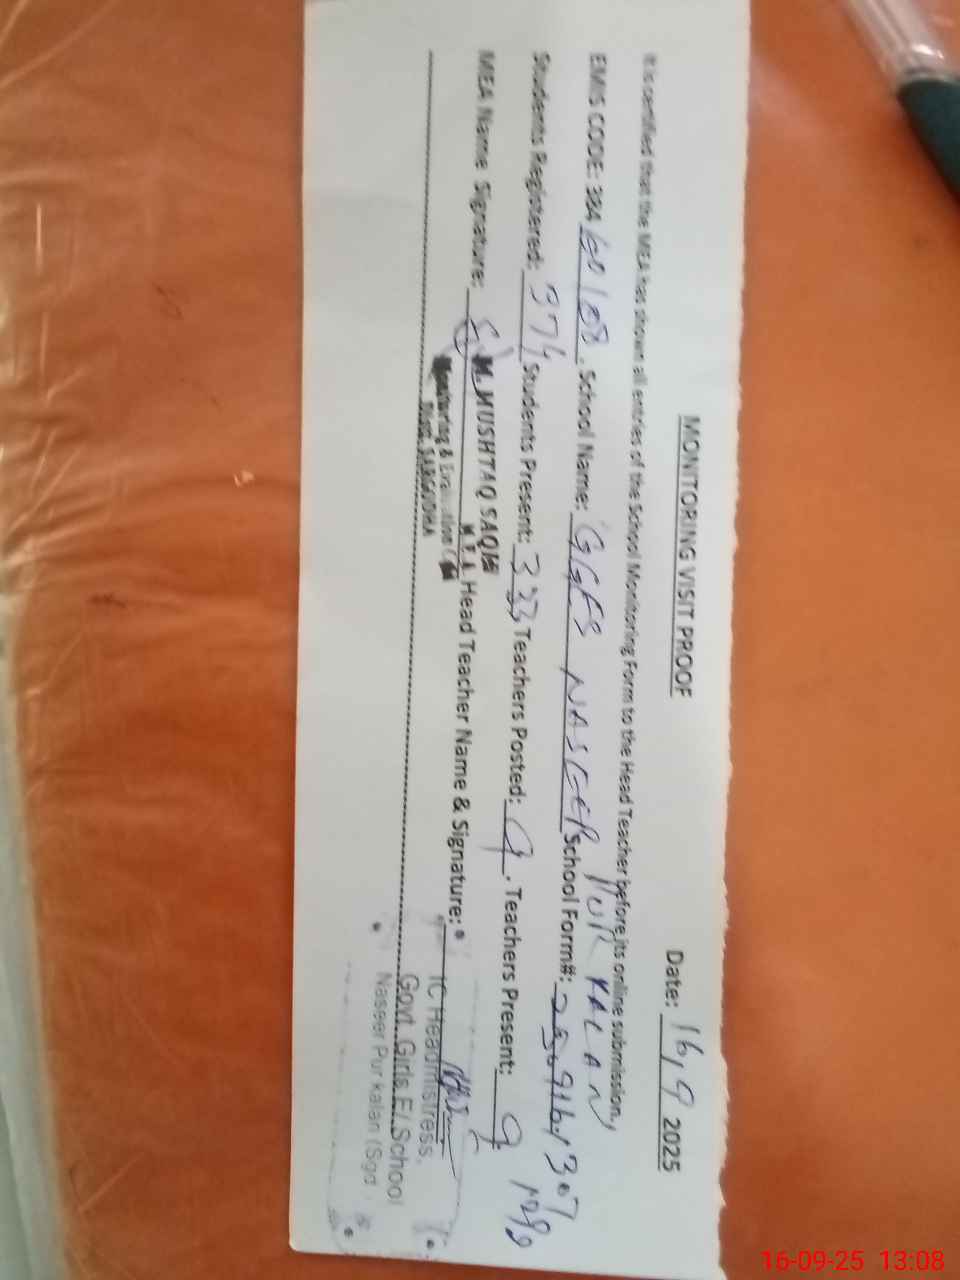 MONITORING VISIT PROOF
Date: 16,9 2025
It is certified that the MEA has shown all entries of the School Monitoring Form to the Head Teacher before its online submission.
EMIS CODE: 384 60108. School Name: GGES NASEER PUR KALAN School Form#:
Students Registered: 374 Students Present: 333 Teachers Posted: 9. Teachers Present: 9
MEA Name Signature: M. MUSHTAQ SAQIB Head Teacher Name & Signature:
M.E.A
Monitoring & Evaluation
Distt. SARGODHA
IC Headmistress.
Govt. Girls E/School
Naseer Pur kalan (Sgd
16-09-25 13:08